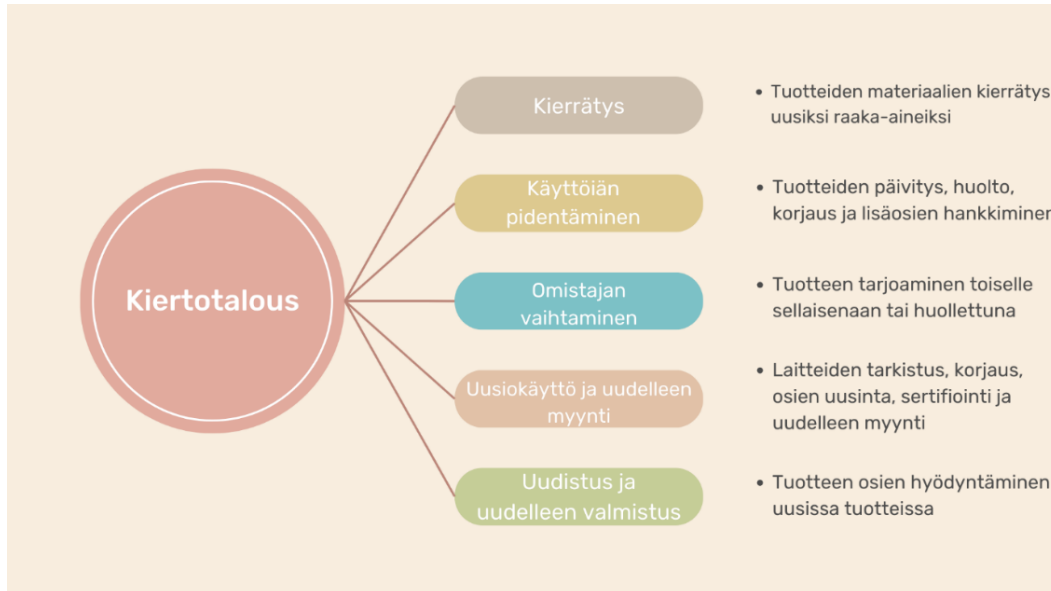 Kiertotalous
Kierrätys
• Tuotteiden materiaalien kierrätys
uusiksi raaka-aineiksi
Käyttöiän
pidentäminen
• Tuotteiden päivitys, huolto,
korjaus ja lisäosien hankkiminen
Omistajan
vaihtaminen
• Tuotteen tarjoaminen toiselle
sellaisenaan tai huollettuna
Uusiokäyttö ja uudelleen
myynti
• Laitteiden tarkistus, korjaus,
osien uusinta, sertifiointi ja
uudelleen myynti
Uudistus ja
uudelleen valmistus
• Tuotteen osien hyödyntäminen
uusissa tuotteissa